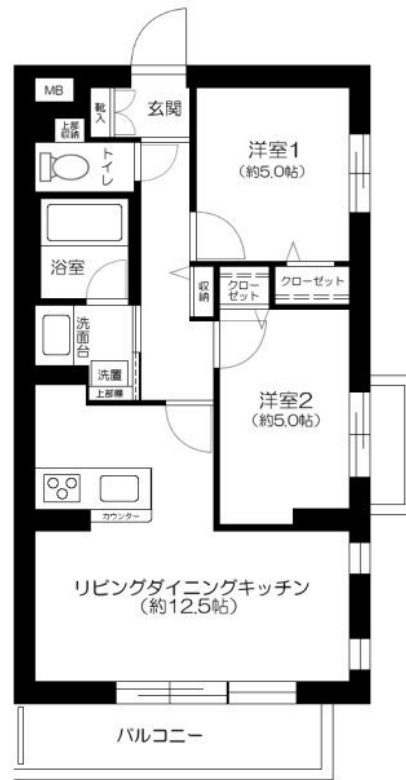 MB
靴入
玄関
上部
収納
トイレ
洋室1
(約5.0帖)
浴室
収納
クロー
ゼット
クローゼット
洗面台
洗置
上部棚
洋室2
(約5.0帖)
カウンター
リビングダイニングキッチン
(約12.5帖)
バルコニー